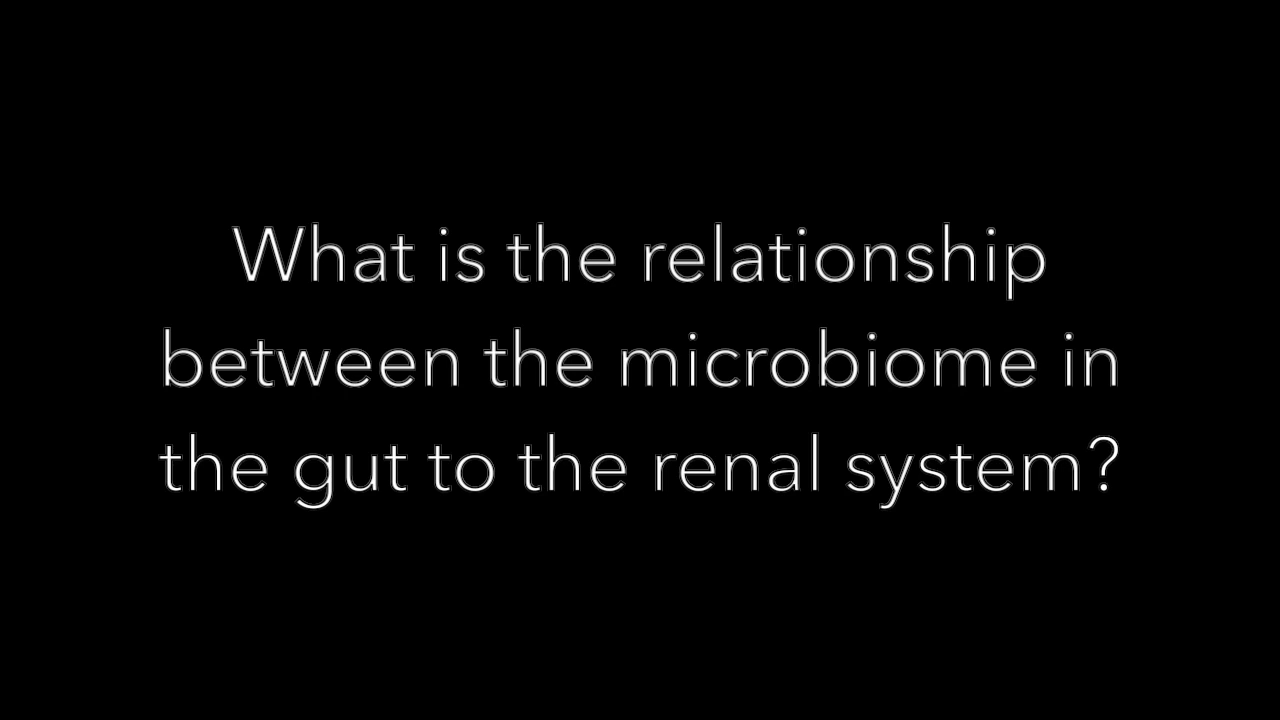 What is the relationship
between the microbiome in
the gut to the renal system?